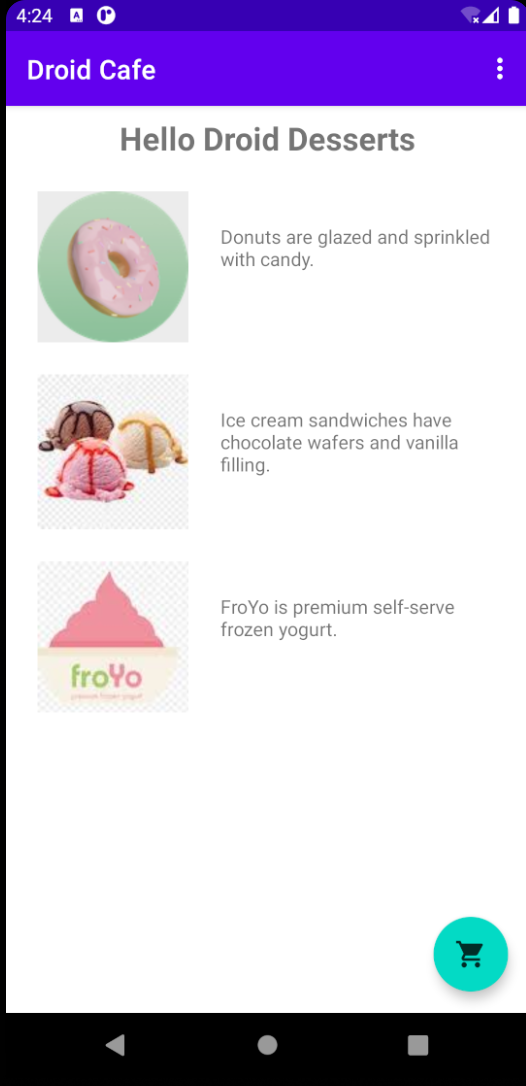 4:24
Droid Cafe
Hello Droid Desserts
Donuts are glazed and sprinkled
with candy.
Ice cream sandwiches have
chocolate wafers and vanilla
filling.
FroYo is premium self-serve
frozen yogurt.
froYo
premium frozen yogurt